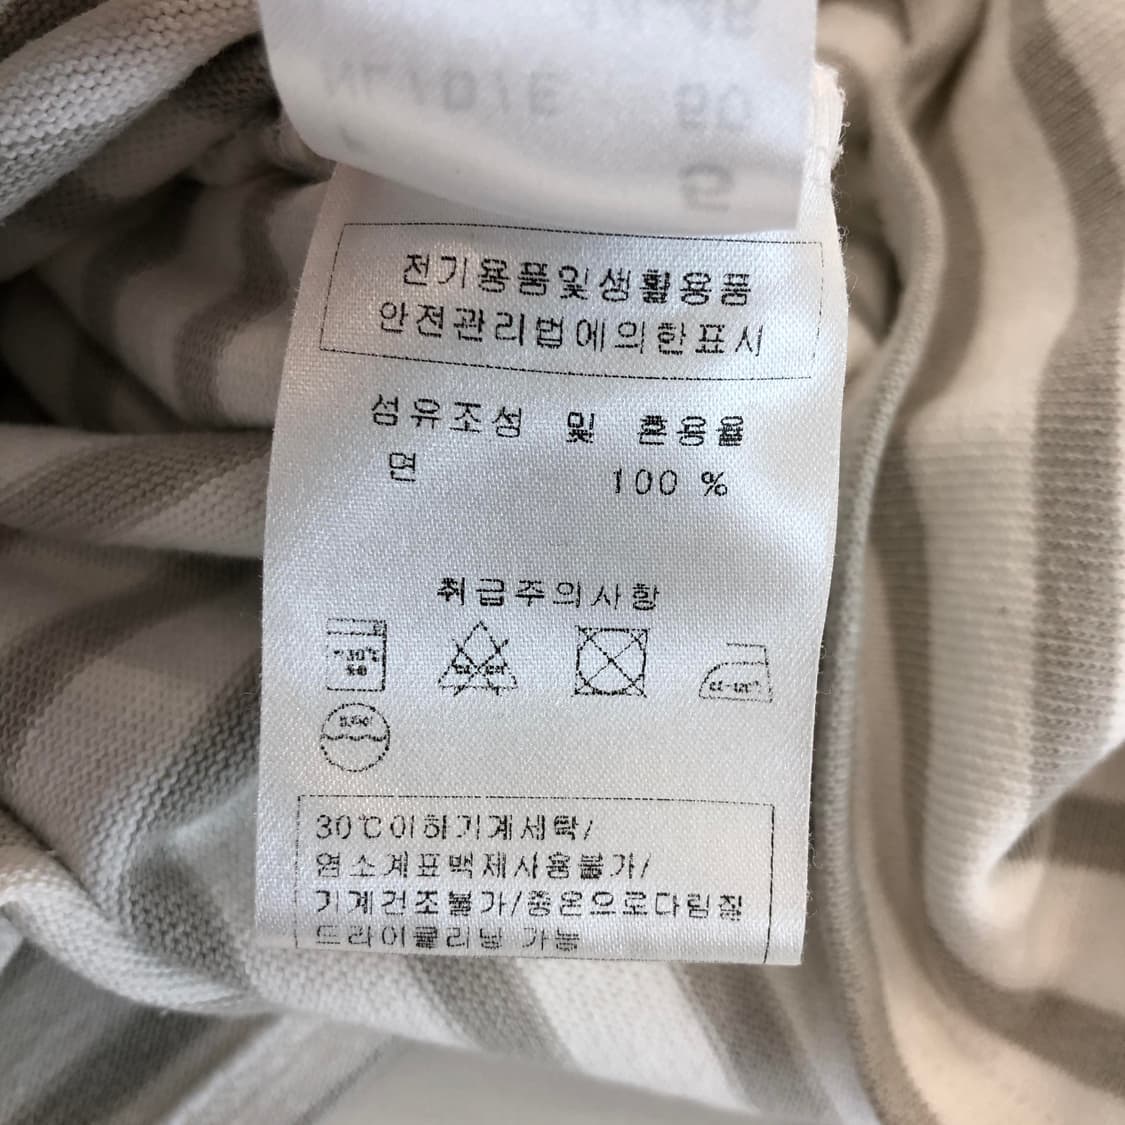 전기용품및생활용품
안전관리법에의한표시
섬유조성 및 혼용율
면 100 %
취급주의사항
30℃이하기계세탁/
염소계표백제사용불가/
기계건조불가/중온으로다림질
드라이클리닝 가능